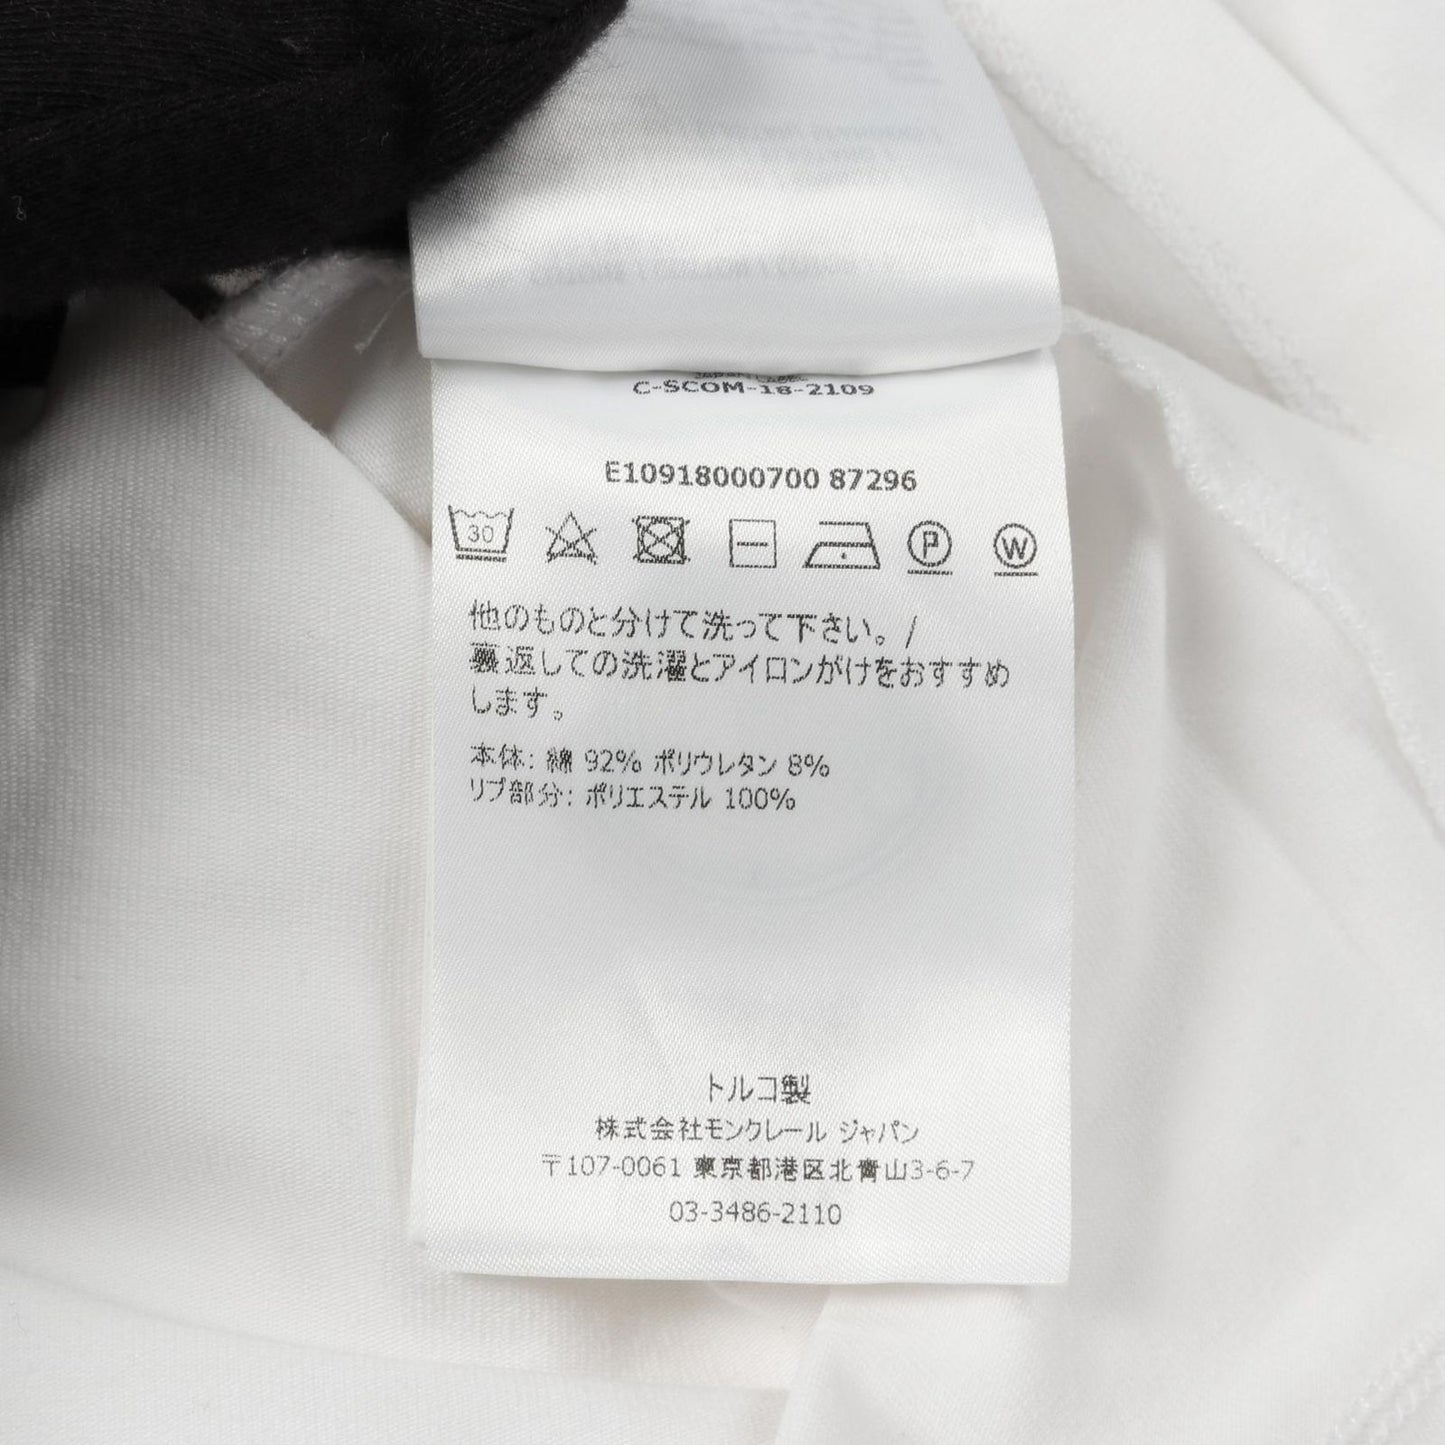 C-SCOM-18-2109
E10918000700 87296
30 P W
他のものと分けて洗って下さい。/
裏返しての洗濯とアイロンがけをおすすめ
します。
本体: 綿 92% ポリウレタン 8%
リブ部分: ポリエステル 100%
トルコ製
株式会社モンクレール ジャパン
〒107-0061 東京都港区北青山3-6-7
03-3486-2110